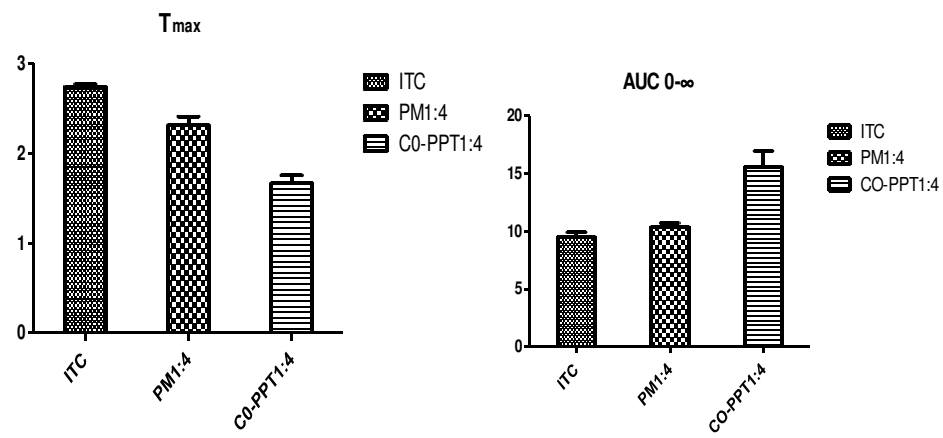 Tmax
3
2
1
0
ITC
PM1:4
C0-PPT1:4
ITC
PM1:4
C0-PPT1:4
AUC 0-∞
20
15
10
5
0
ITC
PM1:4
CO-PPT1:4
ITC
PM1:4
CO-PPT1:4